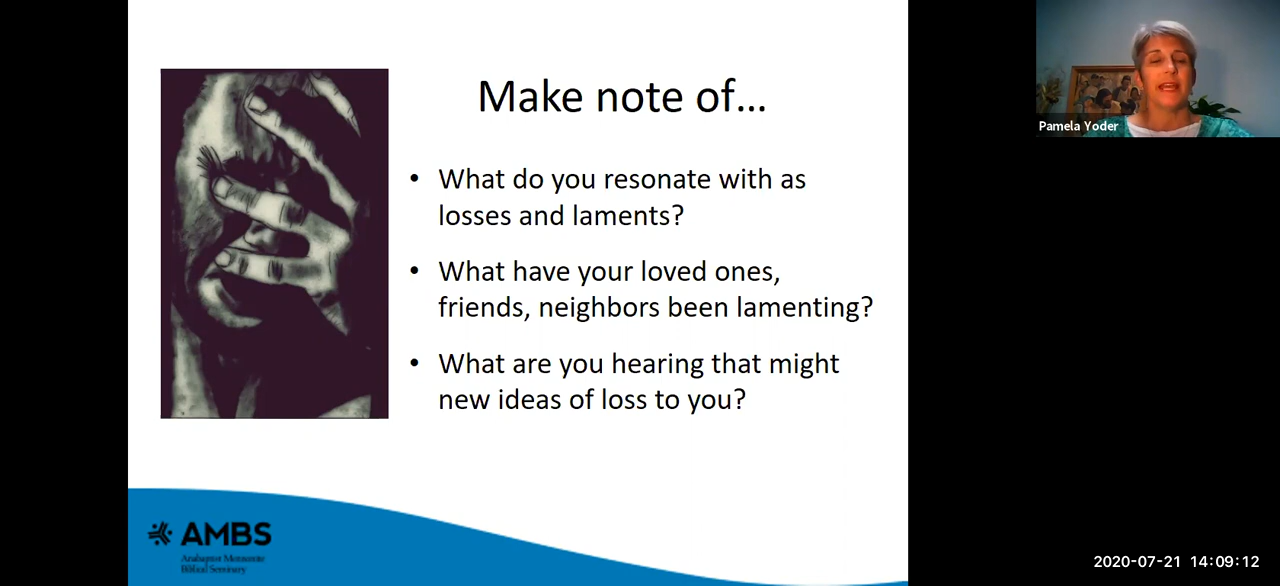 Make note of...
• What do you resonate with as
losses and laments?
• What have your loved ones,
friends, neighbors been lamenting?
• What are you hearing that might
new ideas of loss to you?
AMBS
Anabaptist Mennonite
Biblical Seminary
Pamela Yoder
2020-07-21 14:09:12